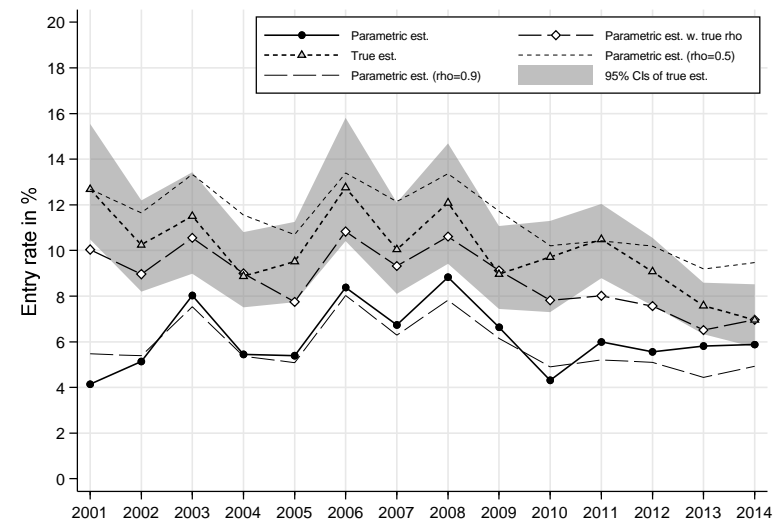 Parametric est.
Parametric est. w. true rho
True est.
Parametric est. (rho=0.5)
Parametric est. (rho=0.9)
95% CIs of true est.
Entry rate in %
20
18
16
14
12
10
8
6
4
2
0
2001 2002 2003 2004 2005 2006 2007 2008 2009 2010 2011 2012 2013 2014